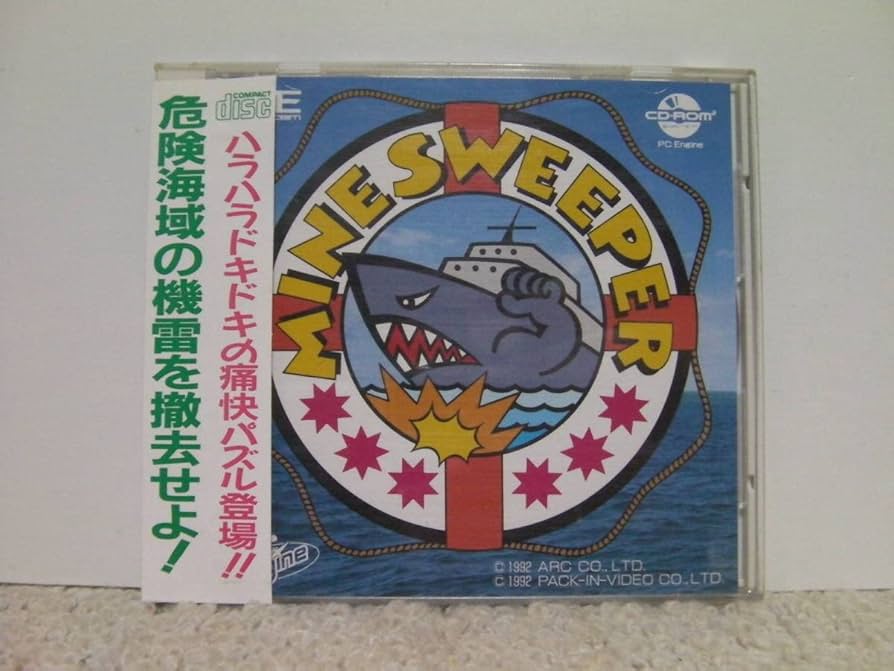 危険海域の機雷を撤去せよ!
ハラハラドキドキの痛快パズル登場!!
COMPACT
disc
MINESWEEPER
CD-ROM²
PC Engine
© 1992 ARC CO., LTD.
© 1992 PACK-IN-VIDEO CO., LTD.